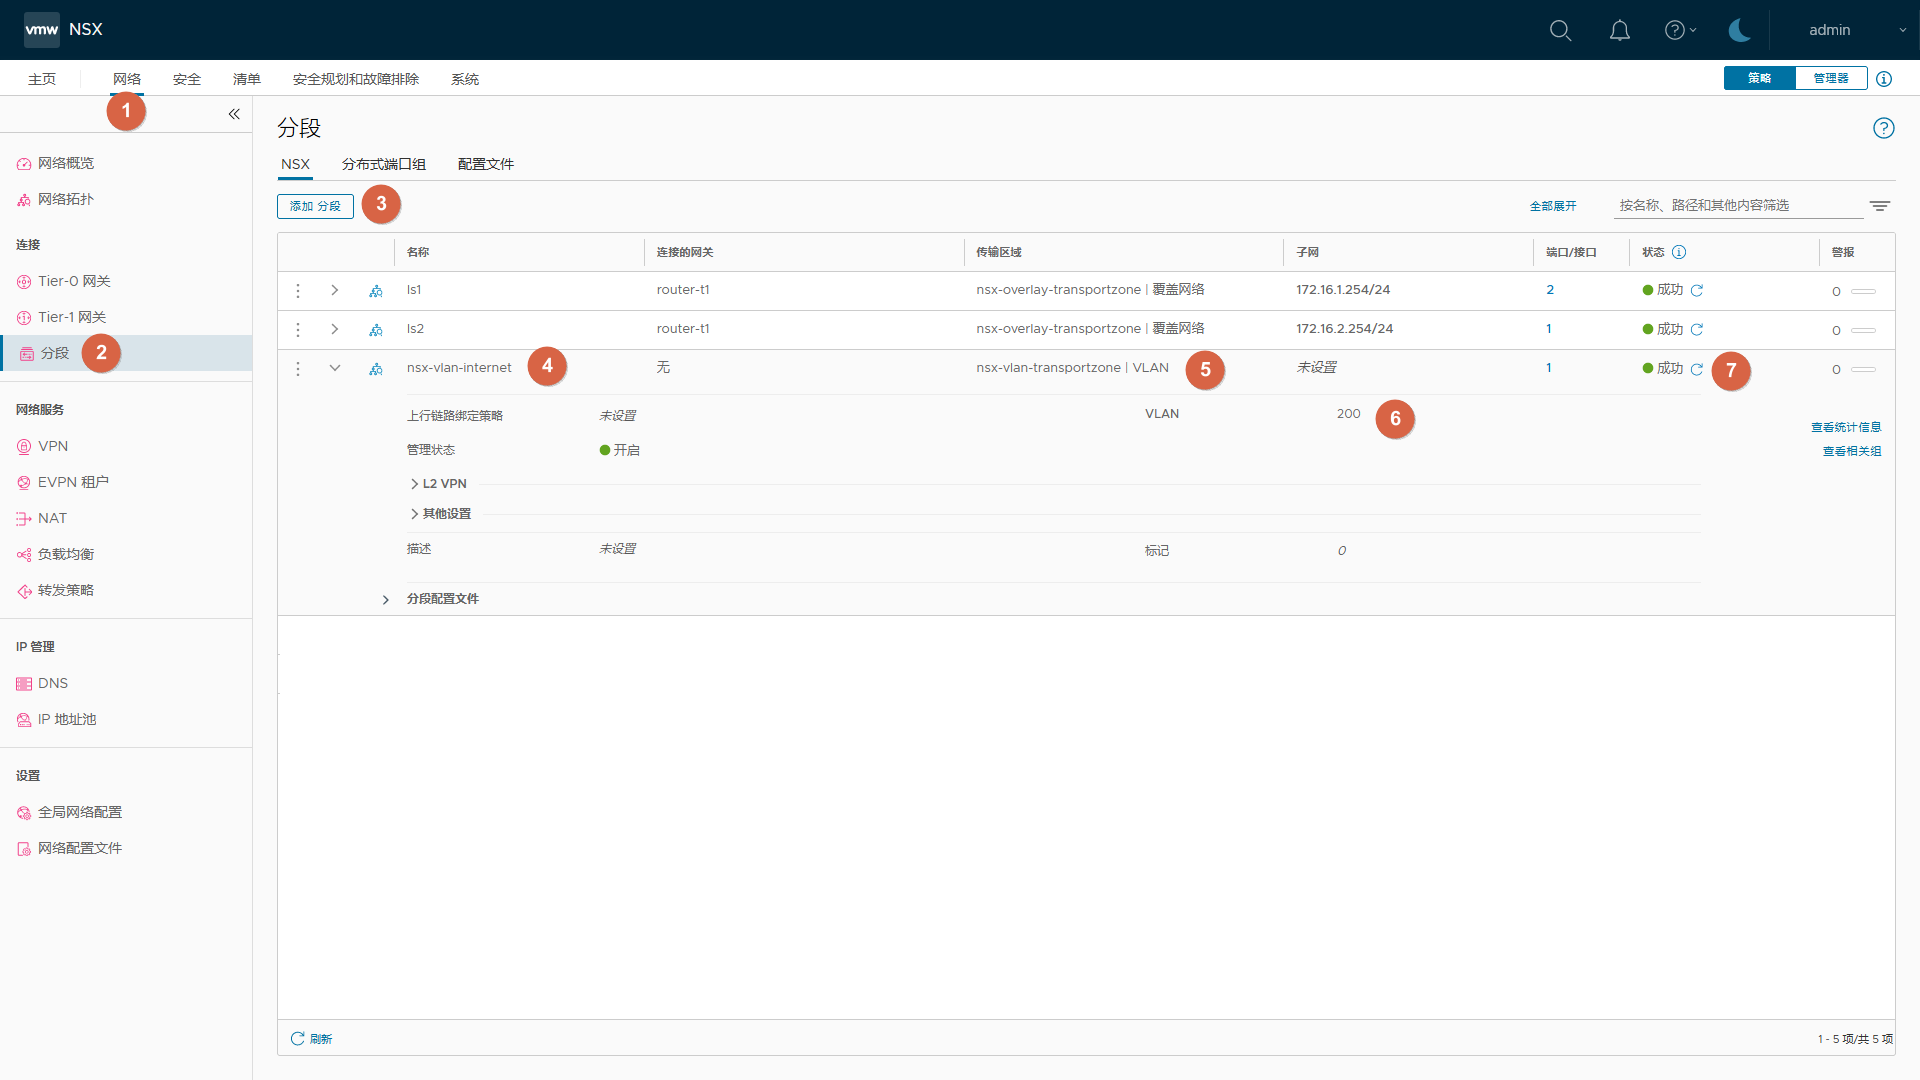 vmw NSX
admin
主页 网络 安全 清单 安全规划和故障排除 系统 策略 管理器
1
分段
网络概览
网络拓扑
NSX 分布式端口组 配置文件
添加 分段 3 全部展开 按名称、路径和其他内容筛选
连接
Tier-0 网关
Tier-1 网关
分段 2
名称 连接的网关 传输区域 子网 端口/接口 状态 警报
ls1 router-t1 nsx-overlay-transportzone | 覆盖网络 172.16.1.254/24 2 成功 0
ls2 router-t1 nsx-overlay-transportzone | 覆盖网络 172.16.2.254/24 1 成功 0
nsx-vlan-internet 4 无 nsx-vlan-transportzone | VLAN 5 未设置 1 成功 7 0
上行链路绑定策略 未设置 VLAN 200 6
查看统计信息
管理状态 开启
查看相关组
L2 VPN
其他设置
描述 未设置 标记 0
分段配置文件
网络服务
VPN
EVPN 租户
NAT
负载均衡
转发策略
IP 管理
DNS
IP 地址池
设置
全局网络配置
网络配置文件
刷新 1 - 5 项/共 5 项